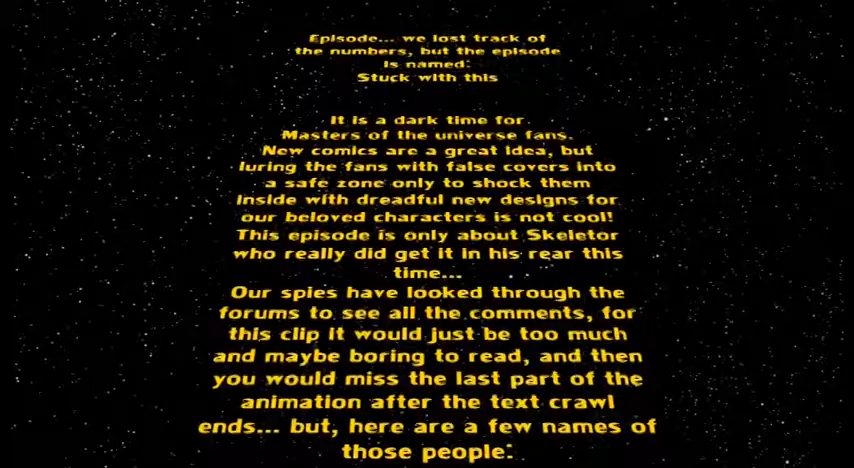 Episode... we lost track of
the numbers, but the episode
is named:
Stuck with this
It is a dark time for
Masters of the universe fans.
New comics are a great idea, but
luring the fans with false covers into
a safe zone only to shock them
inside with dreadful new designs for
our beloved characters is not cool!
This episode is only about Skeletor
who really did get it in his rear this
time...
Our spies have looked through the
forums to see all the comments, for
this clip it would just be too much
and maybe boring to read, and then
you would miss the last part of the
animation after the text crawl
ends... but, here are a few names of
those people: